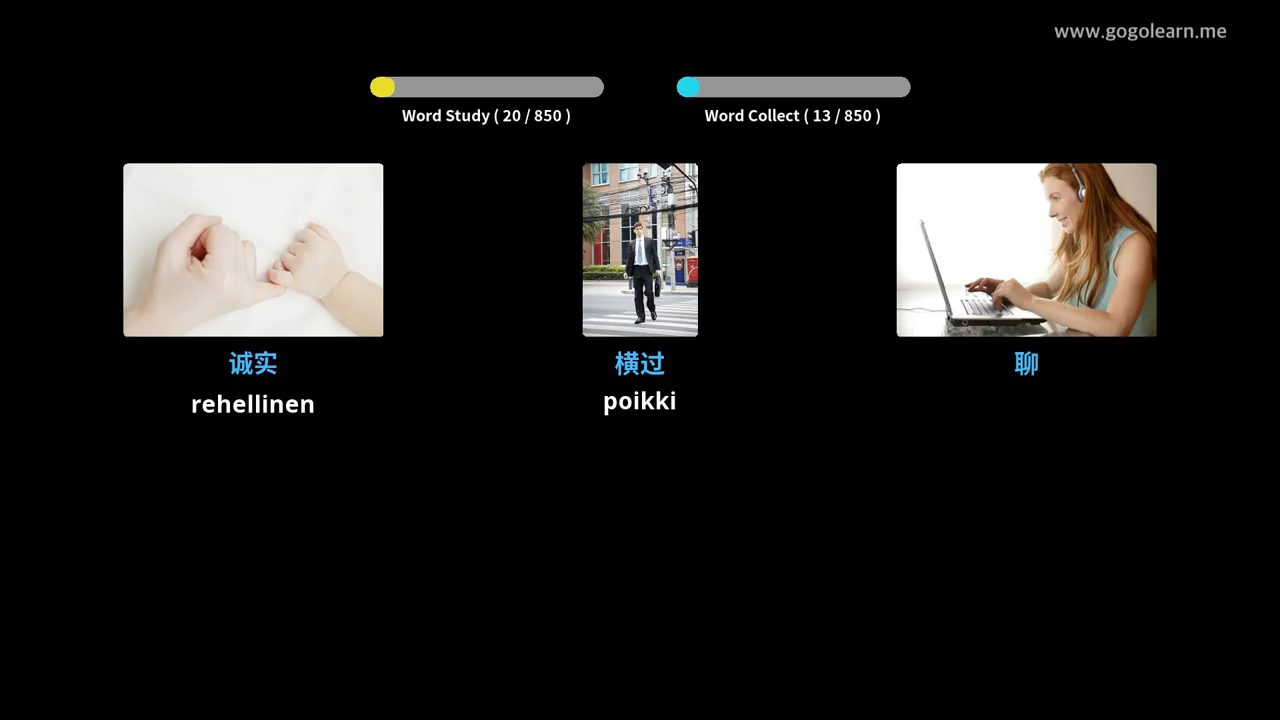 www.gogolearn.me
Word Study ( 20 / 850 )
Word Collect ( 13 / 850 )
诚实
横过
聊
rehellinen
poikki